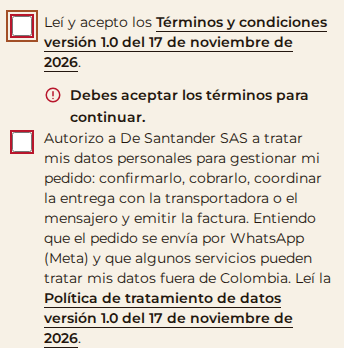 Leí y acepto los Términos y condiciones
versión 1.0 del 17 de noviembre de
2026.
Debes aceptar los términos para
continuar.
Autorizo a De Santander SAS a tratar
mis datos personales para gestionar mi
pedido: confirmarlo, cobrarlo, coordinar
la entrega con la transportadora o el
mensajero y emitir la factura. Entiendo
que el pedido se envía por WhatsApp
(Meta) y que algunos servicios pueden
tratar mis datos fuera de Colombia. Leí la
Política de tratamiento de datos
versión 1.0 del 17 de noviembre de
2026.